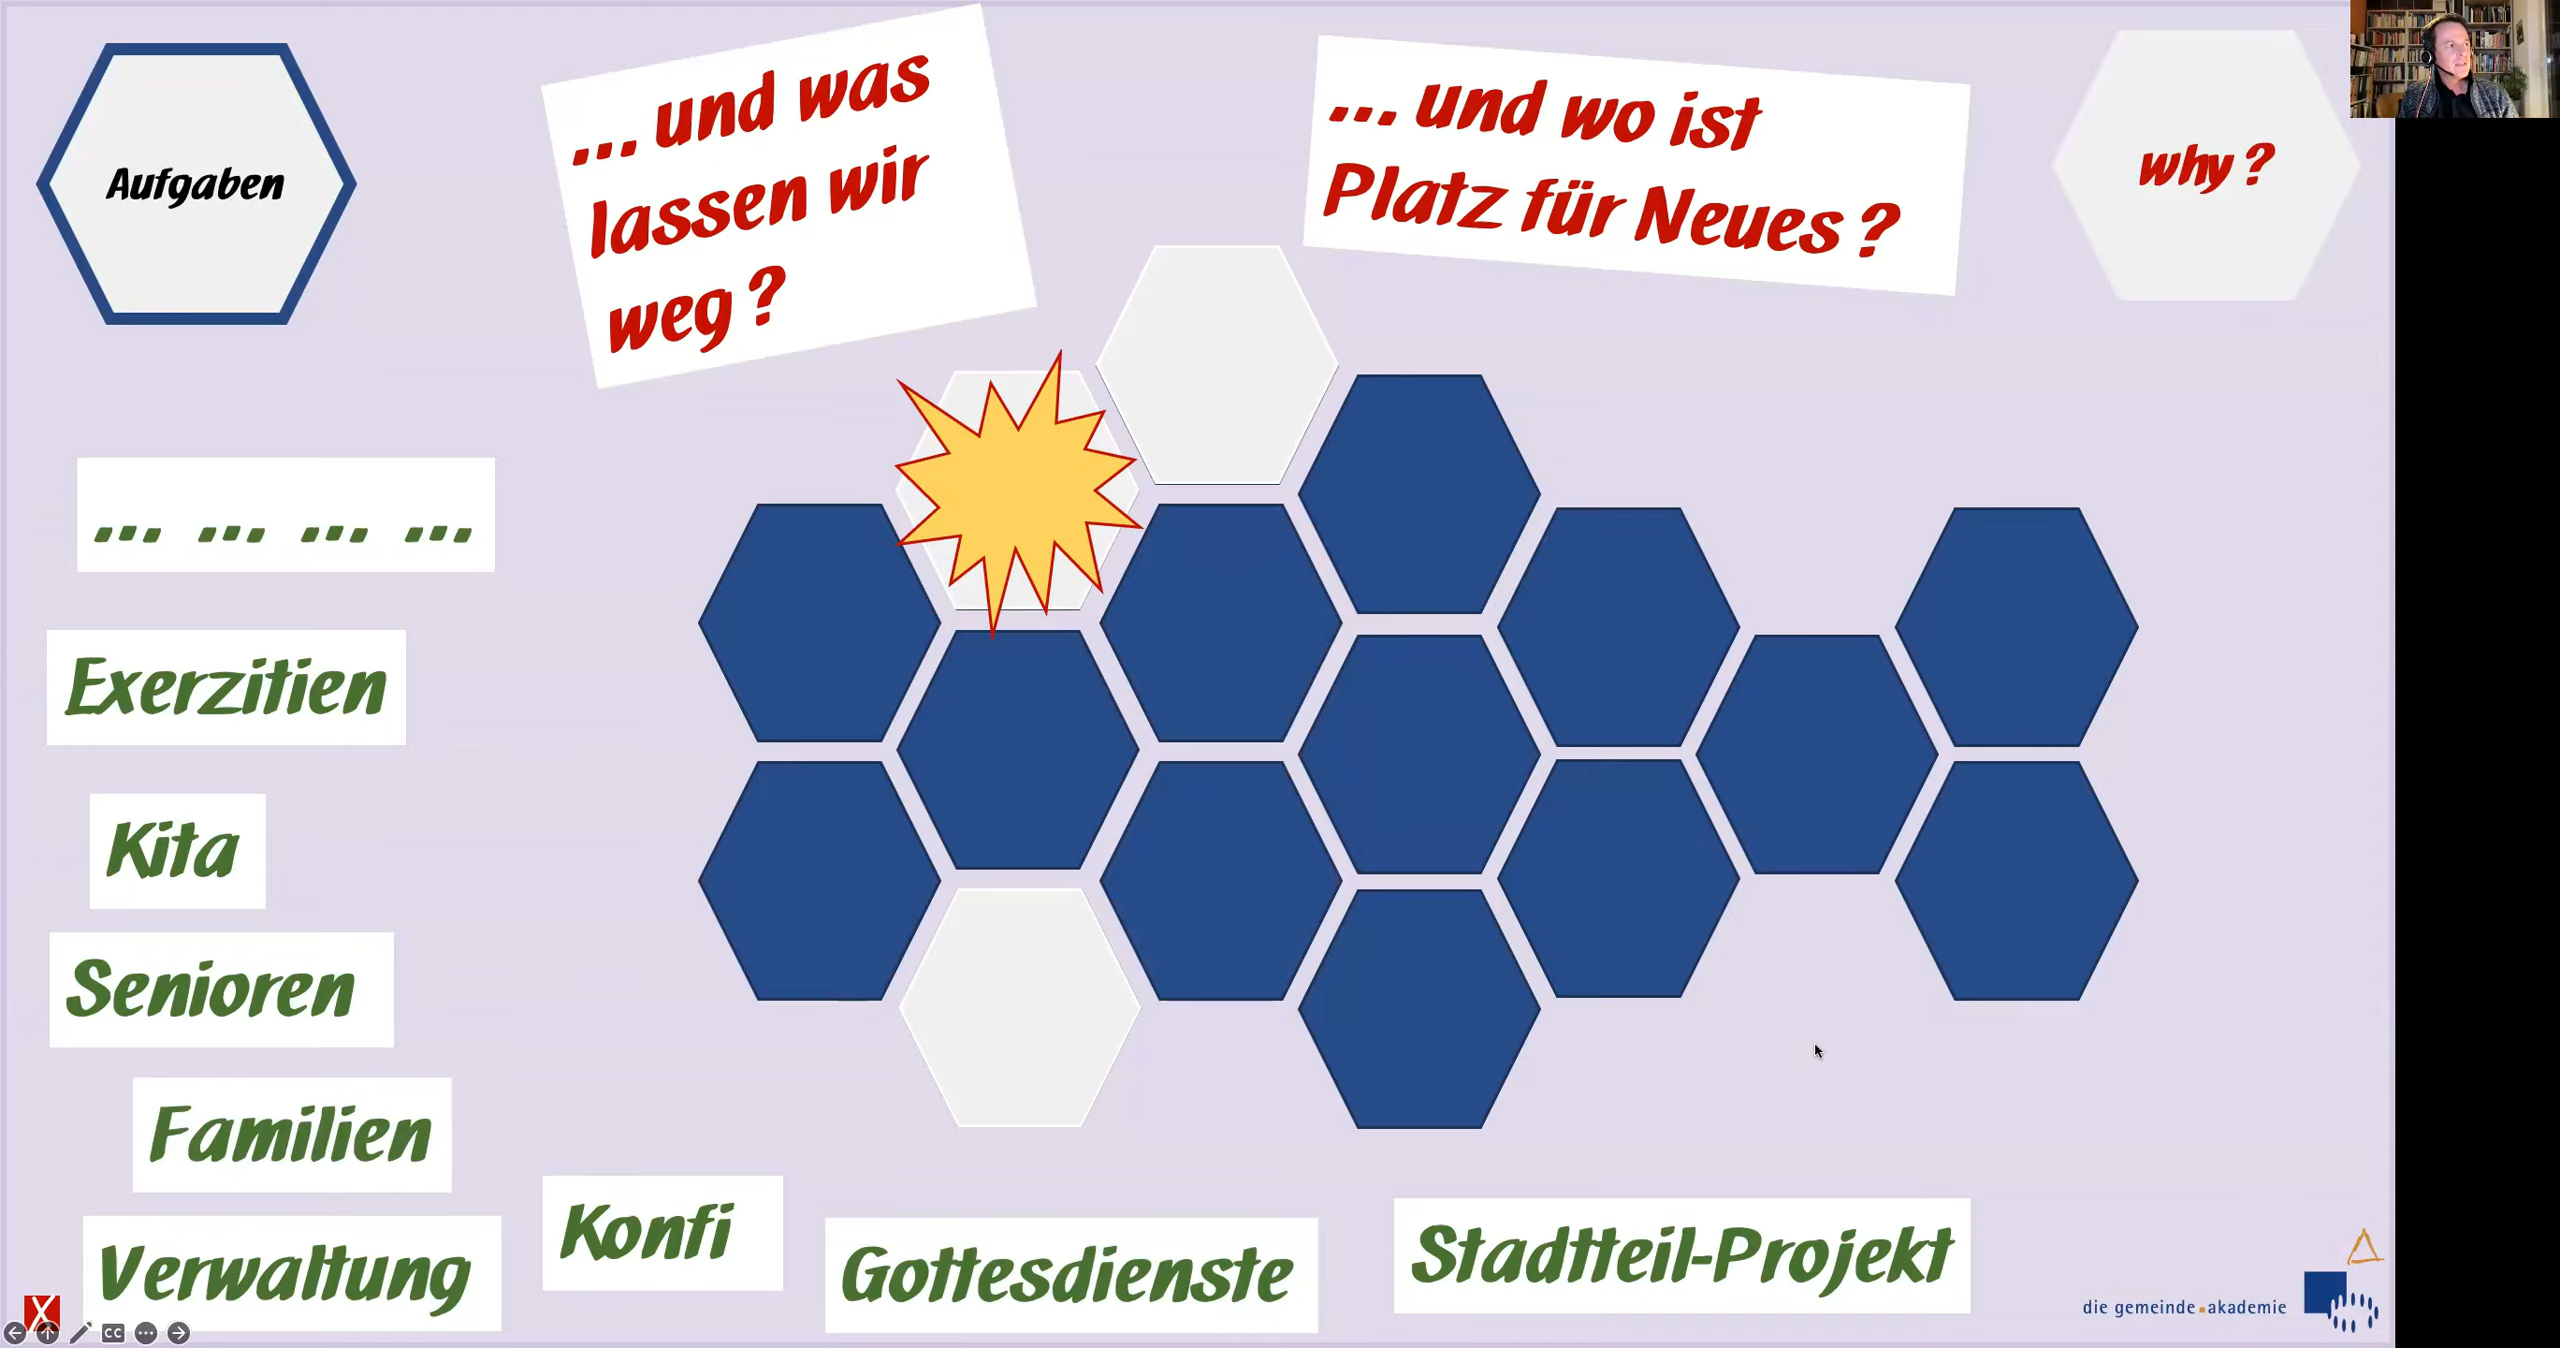 Aufgaben
... und was
lassen wir
weg ?
... und wo ist
Platz für Neues ?
why ?
... ... ... ...
Exerzitien
Kita
Senioren
Familien
Verwaltung
Konfi
Gottesdienste
Stadtteil-Projekt
die gemeinde.akademie
X
CC